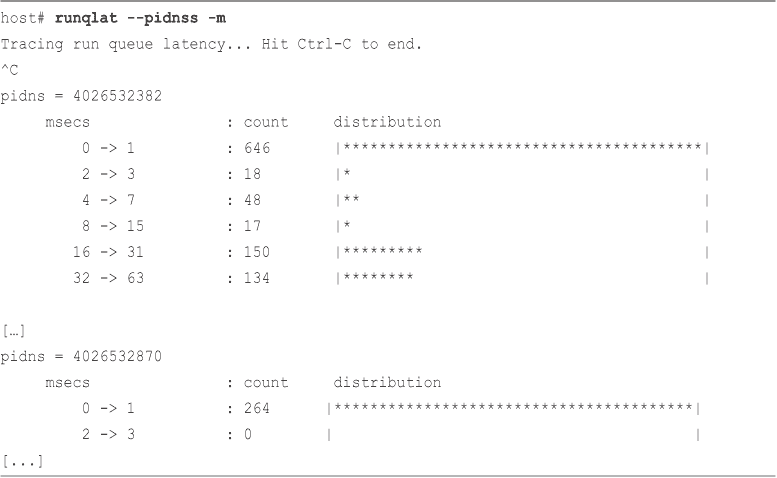 host# runqlat --pidnss -m
Tracing run queue latency... Hit Ctrl-C to end.
^C
pidns = 4026532382
     msecs               : count     distribution
         0 -> 1          : 646      |****************************************|
         2 -> 3          : 18       |*                                       |
         4 -> 7          : 48       |**                                      |
         8 -> 15         : 17       |*                                       |
        16 -> 31         : 150      |*********                               |
        32 -> 63         : 134      |********                                |

[…]
pidns = 4026532870
     msecs               : count     distribution
         0 -> 1          : 264      |****************************************|
         2 -> 3          : 0        |                                        |
[...]